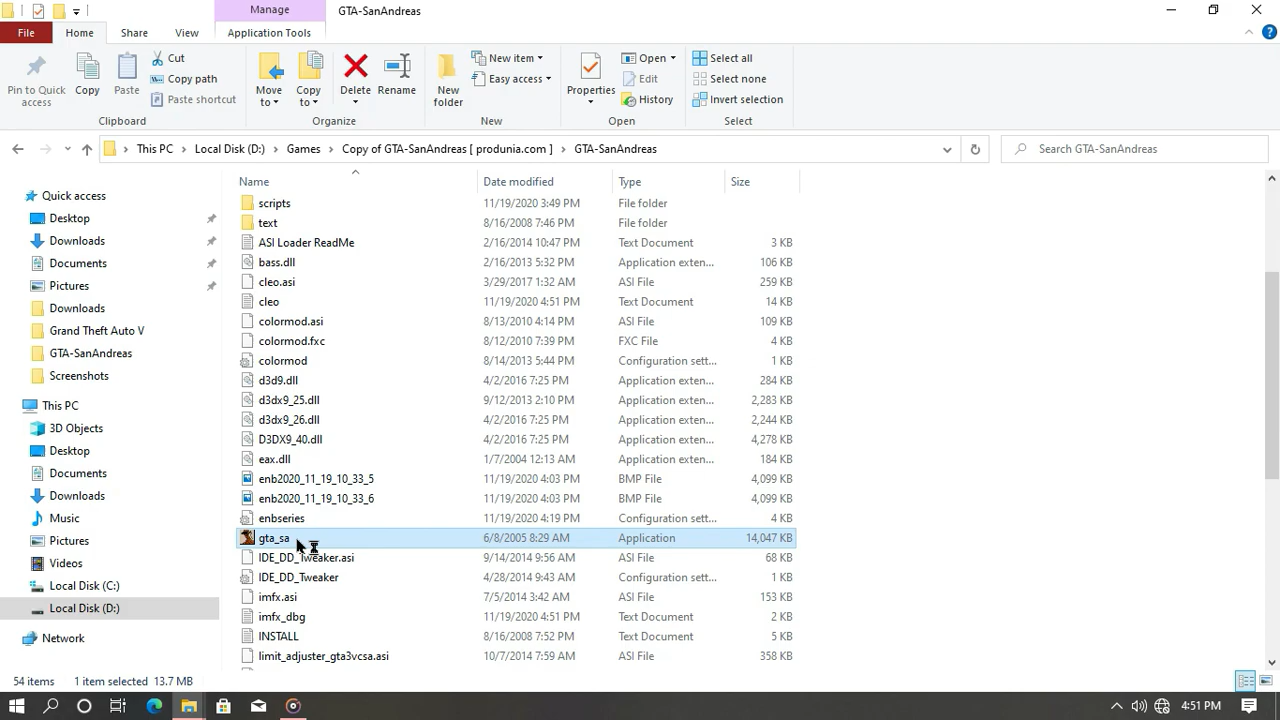 Manage
GTA-SanAndreas
File
Home
Share
View
Application Tools
Pin to Quick access
Copy
Paste
Cut
Copy path
Paste shortcut
Move to
Copy to
Delete
Rename
New folder
New item
Easy access
Properties
Open
Edit
History
Select all
Select none
Invert selection
Clipboard
Organize
New
Open
Select
This PC > Local Disk (D:) > Games > Copy of GTA-SanAndreas [ produnia.com ] > GTA-SanAndreas
Search GTA-SanAndreas
Quick access
Desktop
Downloads
Documents
Pictures
Downloads
Grand Theft Auto V
GTA-SanAndreas
Screenshots
This PC
3D Objects
Desktop
Documents
Downloads
Music
Pictures
Videos
Local Disk (C:)
Local Disk (D:)
Network
Name Date modified Type Size
scripts 11/19/2020 3:49 PM File folder
text 8/16/2008 7:46 PM File folder
ASI Loader ReadMe 2/16/2014 10:47 PM Text Document 3 KB
bass.dll 2/16/2013 5:32 PM Application exten... 106 KB
cleo.asi 3/29/2017 1:32 AM ASI File 259 KB
cleo 11/19/2020 4:51 PM Text Document 14 KB
colormod.asi 8/13/2010 4:14 PM ASI File 109 KB
colormod.fxc 8/12/2010 7:39 PM FXC File 4 KB
colormod 8/14/2013 5:44 PM Configuration sett... 1 KB
d3d9.dll 4/2/2016 7:25 PM Application exten... 284 KB
d3dx9_25.dll 9/12/2013 2:10 PM Application exten... 2,283 KB
d3dx9_26.dll 4/2/2016 7:25 PM Application exten... 2,244 KB
D3DX9_40.dll 4/2/2016 7:25 PM Application exten... 4,278 KB
eax.dll 1/7/2004 12:13 AM Application exten... 184 KB
enb2020_11_19_10_33_5 11/19/2020 4:03 PM BMP File 4,099 KB
enb2020_11_19_10_33_6 11/19/2020 4:03 PM BMP File 4,099 KB
enbseries 11/19/2020 4:19 PM Configuration sett... 4 KB
gta_sa 6/8/2005 8:29 AM Application 14,047 KB
IDE_DD_Tweaker.asi 9/14/2014 9:56 AM ASI File 68 KB
IDE_DD_Tweaker 4/28/2014 9:43 AM Configuration sett... 1 KB
imfx.asi 7/5/2014 3:42 AM ASI File 153 KB
imfx_dbg 11/19/2020 4:51 PM Text Document 2 KB
INSTALL 8/16/2008 7:52 PM Text Document 5 KB
limit_adjuster_gta3vcsa.asi 10/7/2014 7:59 AM ASI File 358 KB
54 items 1 item selected 13.7 MB
4:51 PM